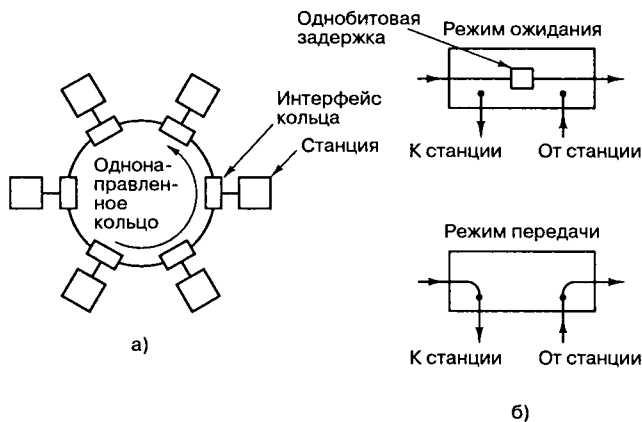 Однобитовая
задержка
Режим ожидания
Интерфейс
кольца
Станция
Однона-
правлен-
ное
кольцо
К станции
От станции
Режим передачи
К станции
От станции
а)
б)